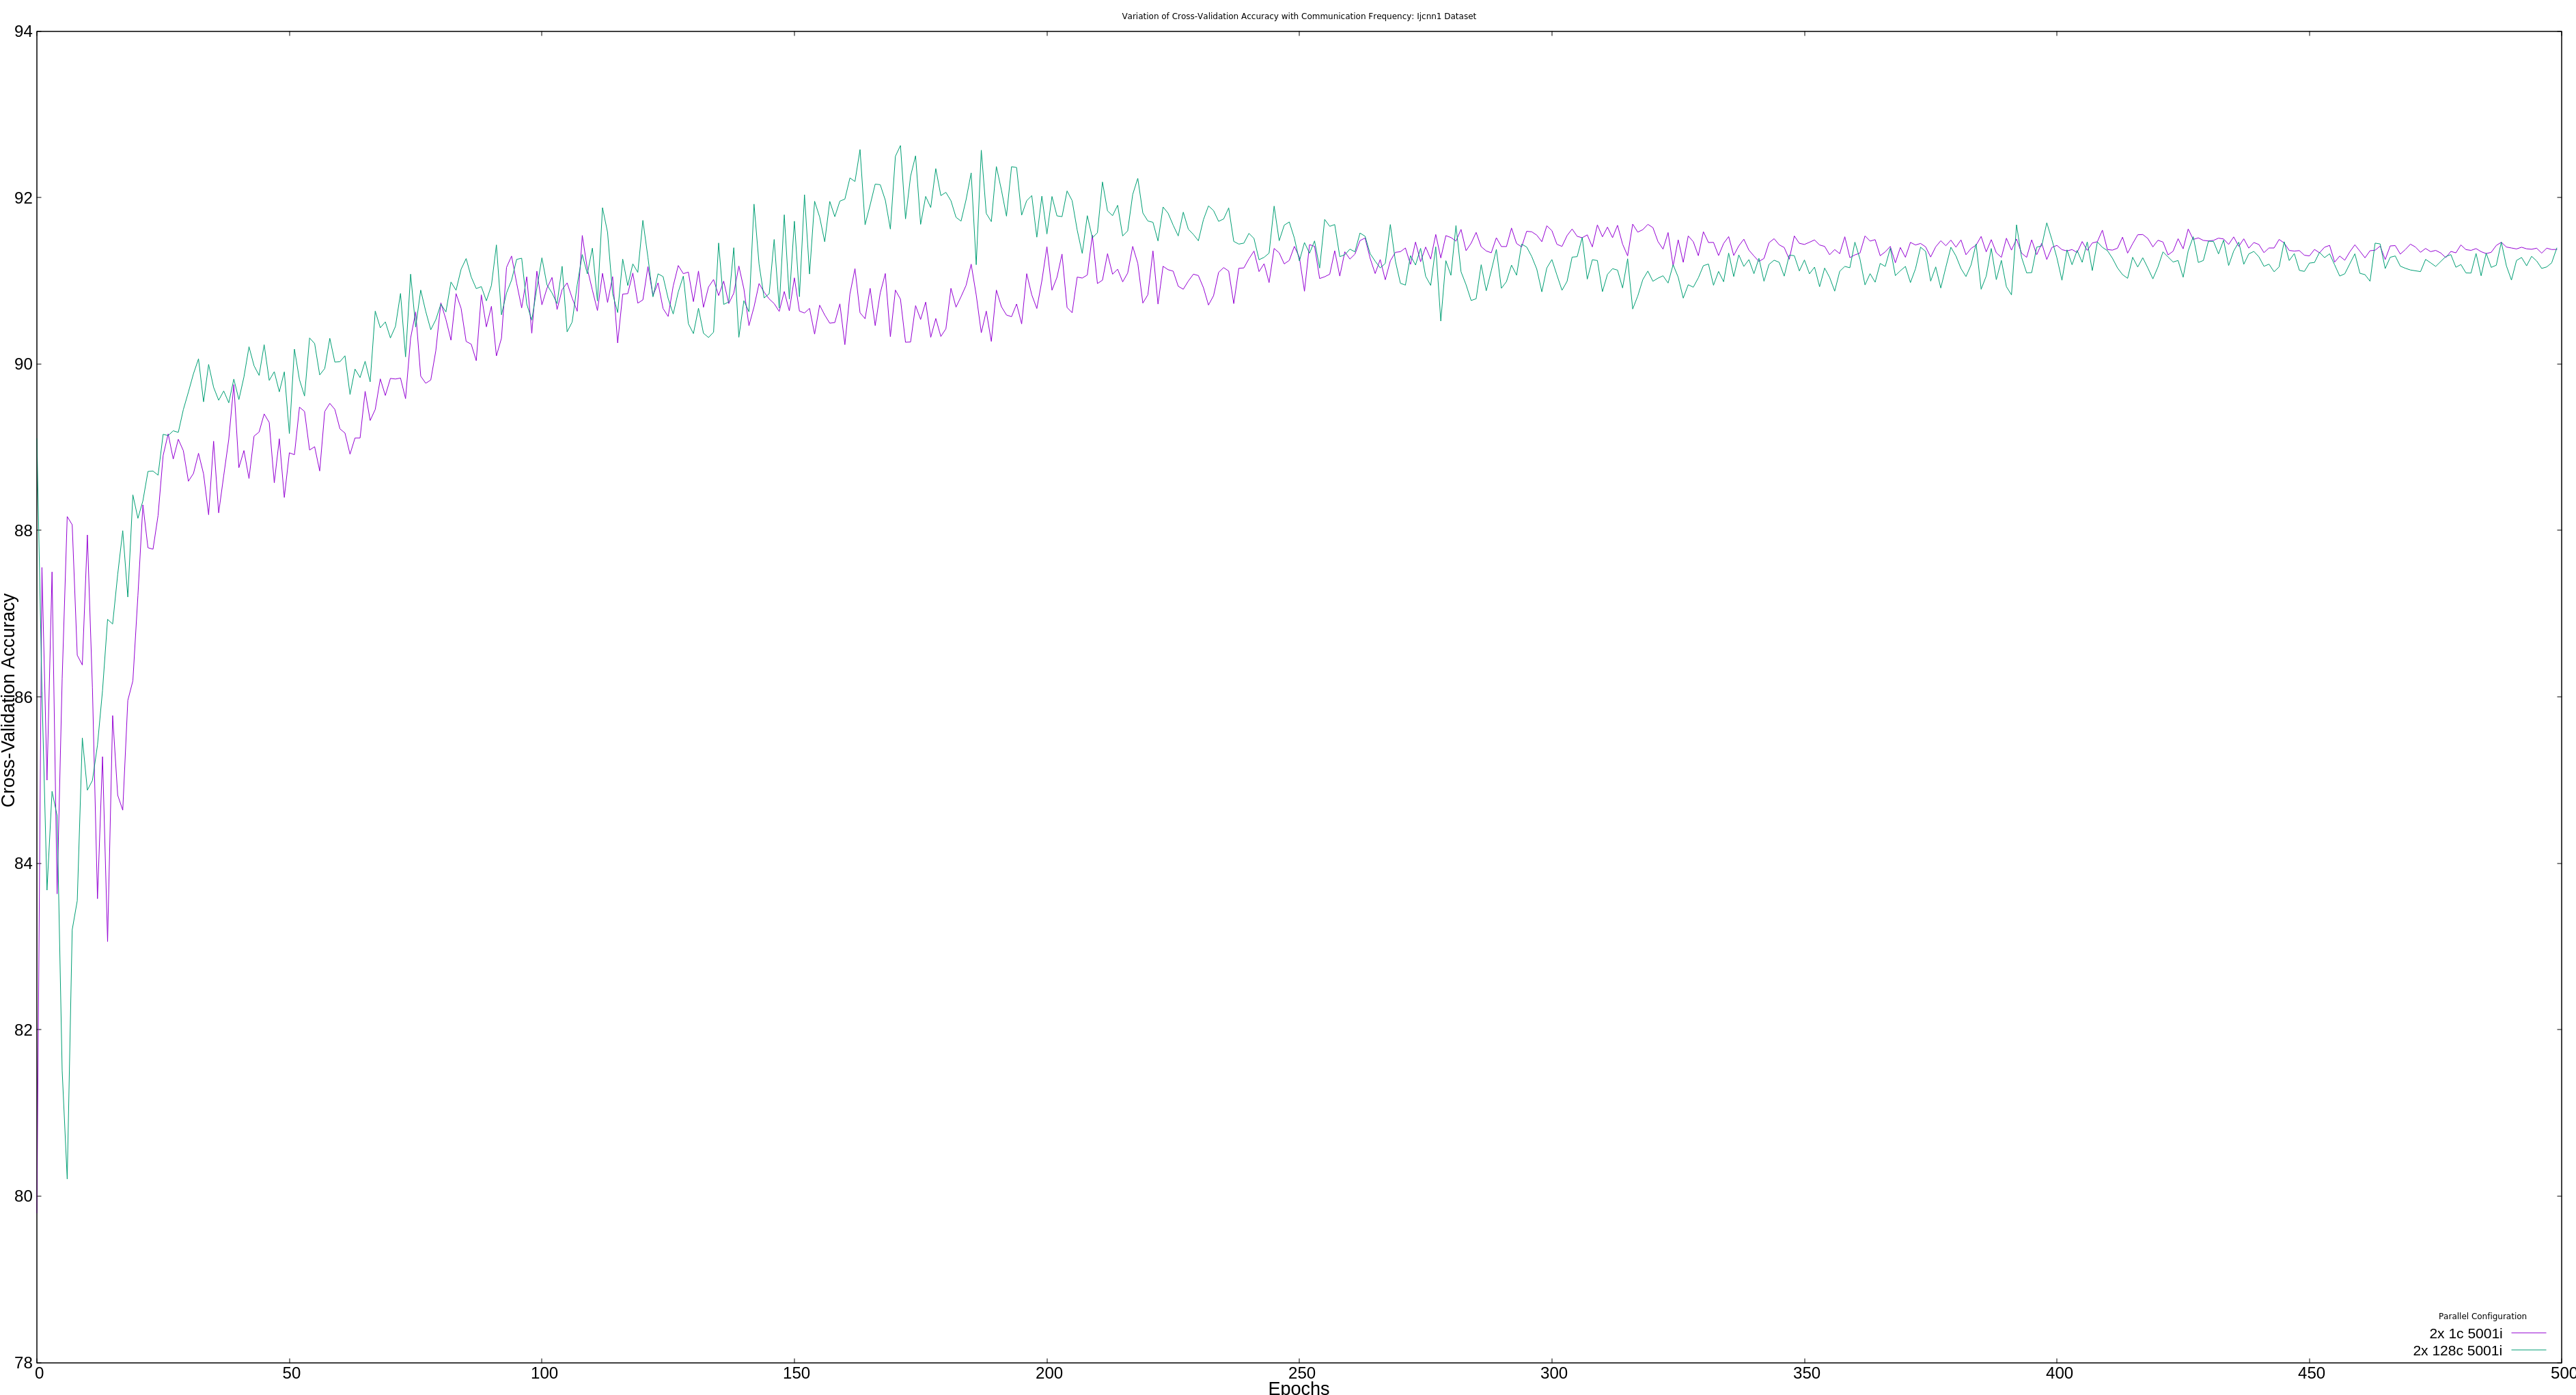 Variation of Cross-Validation Accuracy with Communication Frequency: Ijcnn1 Dataset
94
92
90
88
86
84
82
80
78
Cross-Validation Accuracy
0 50 100 150 200 250 300 350 400 450 500
Epochs
Parallel Configuration
2x 1c 5001i
2x 128c 5001i